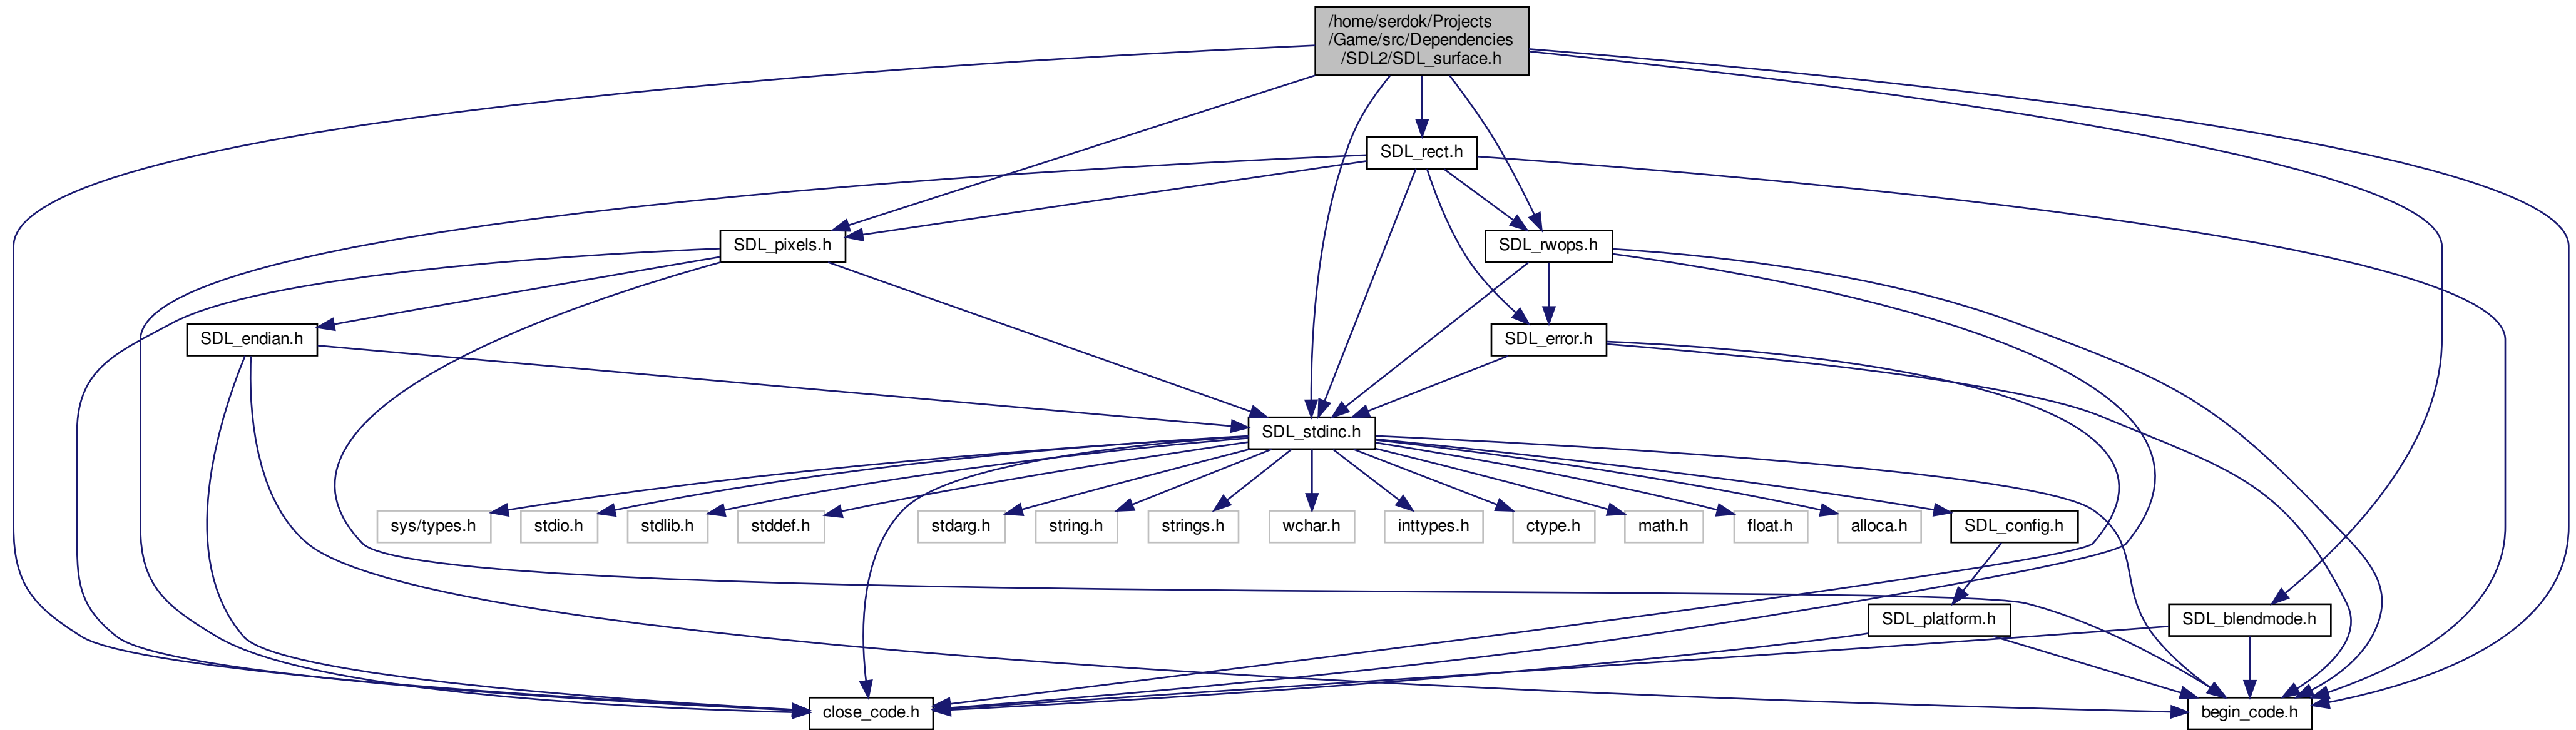 /home/serdok/Projects
/Game/src/Dependencies
/SDL2/SDL_surface.h
SDL_rect.h
SDL_pixels.h
SDL_rwops.h
SDL_endian.h
SDL_error.h
SDL_stdinc.h
sys/types.h
stdio.h
stdlib.h
stddef.h
stdarg.h
string.h
strings.h
wchar.h
inttypes.h
ctype.h
math.h
float.h
alloca.h
SDL_config.h
SDL_platform.h
SDL_blendmode.h
close_code.h
begin_code.h